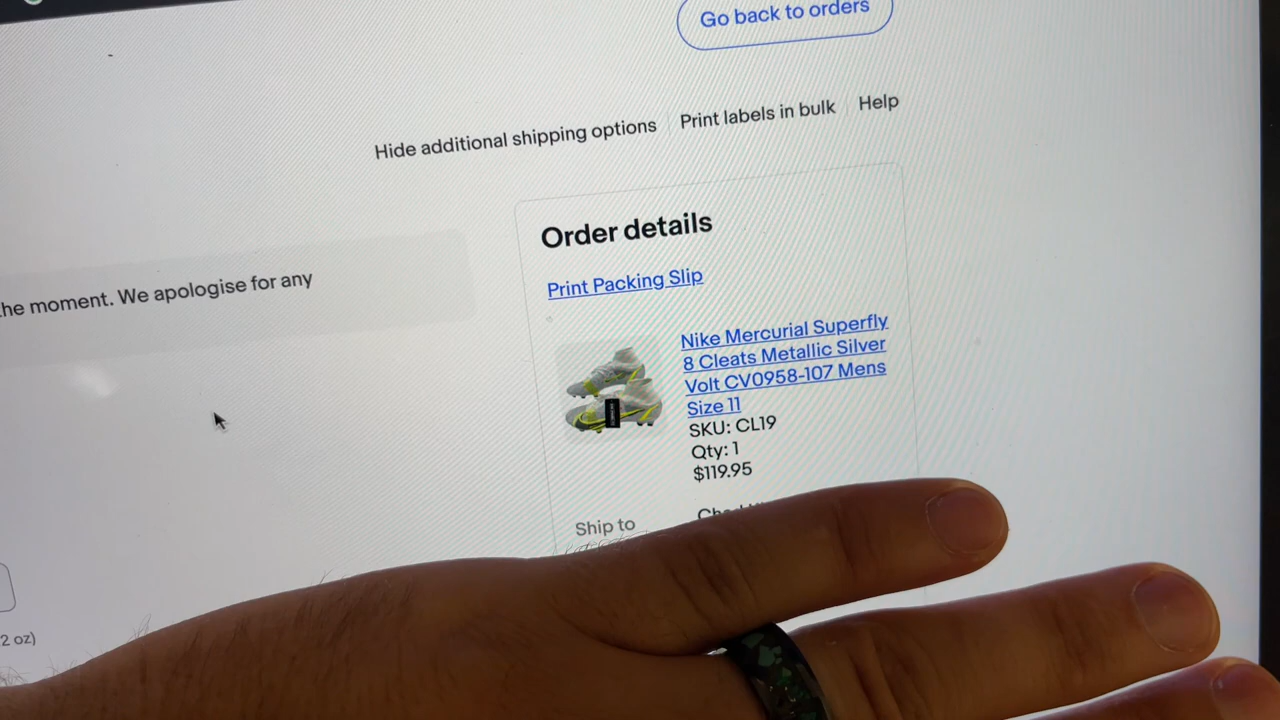 Go back to orders
Hide additional shipping options
Print labels in bulk
Help
Order details
Print Packing Slip
the moment. We apologise for any
Nike Mercurial Superfly
8 Cleats Metallic Silver
Volt CV0958-107 Mens
Size 11
SKU: CL19
Qty: 1
$119.95
Ship to
2 oz)